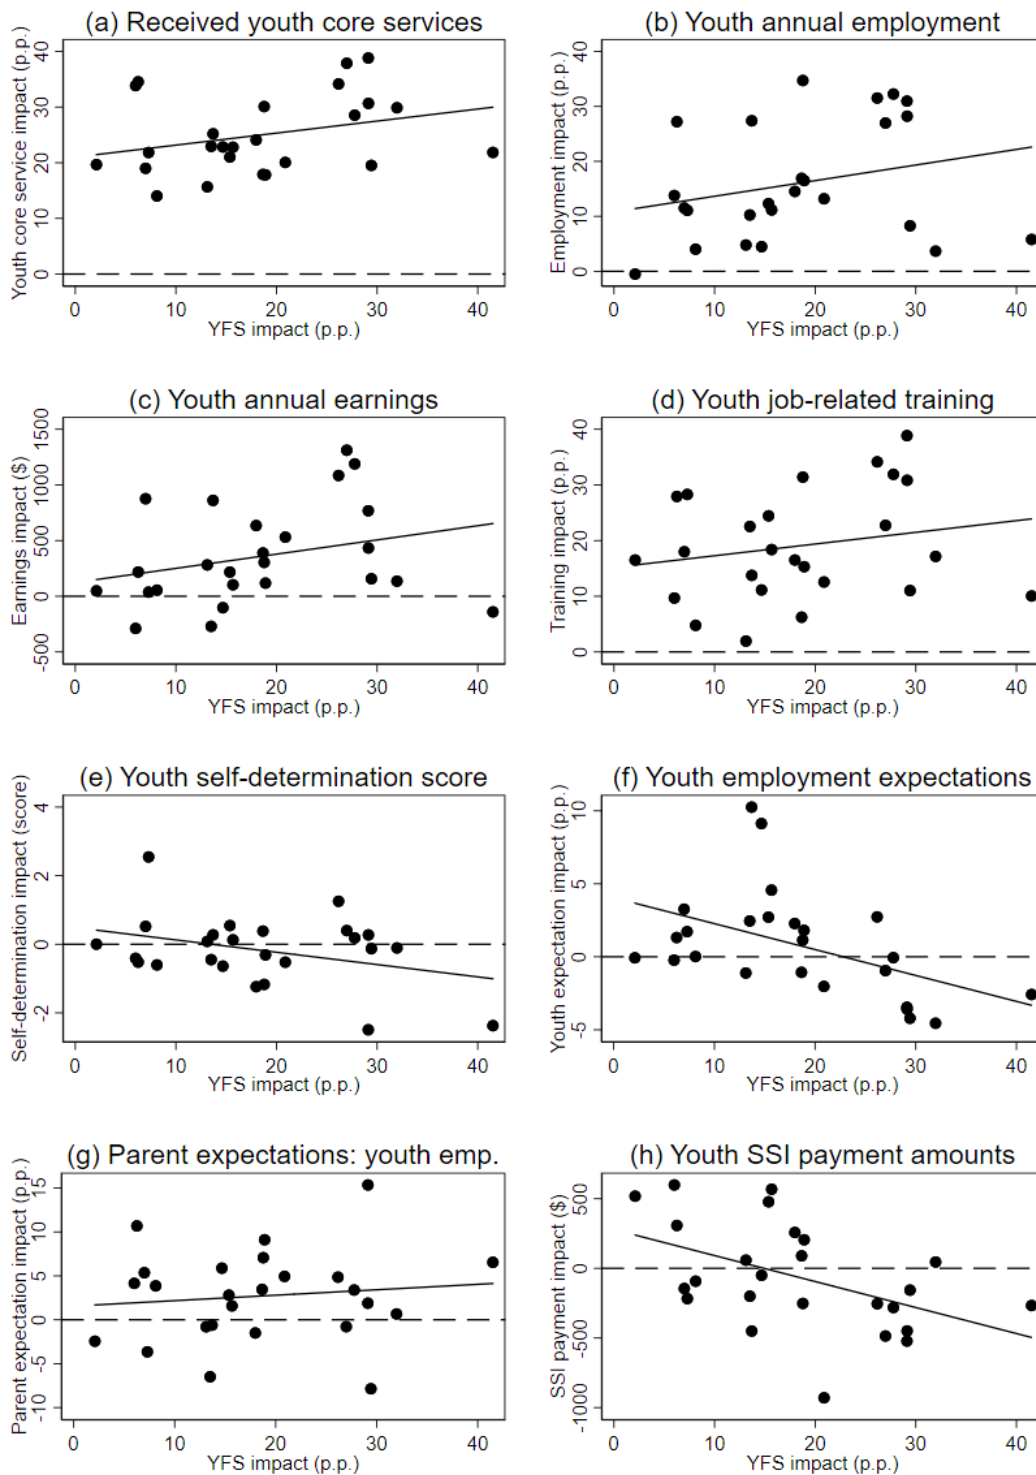 (a) Received youth core services
Youth core service impact (p.p.)
40
30
20
10
0
0 10 20 30 40
YFS impact (p.p.)
(b) Youth annual employment
Employment impact (p.p.)
40
30
20
10
0
0 10 20 30 40
YFS impact (p.p.)
(c) Youth annual earnings
Earnings impact ($)
1500
1000
500
0
-500
0 10 20 30 40
YFS impact (p.p.)
(d) Youth job-related training
Training impact (p.p.)
40
30
20
10
0
0 10 20 30 40
YFS impact (p.p.)
(e) Youth self-determination score
Self-determination impact (score)
4
2
0
-2
0 10 20 30 40
YFS impact (p.p.)
(f) Youth employment expectations
Youth expectation impact (p.p.)
10
5
0
-5
0 10 20 30 40
YFS impact (p.p.)
(g) Parent expectations: youth emp.
Parent expectation impact (p.p.)
15
10
5
0
-5
-10
0 10 20 30 40
YFS impact (p.p.)
(h) Youth SSI payment amounts
SSI payment impact ($)
500
0
-500
-1000
0 10 20 30 40
YFS impact (p.p.)